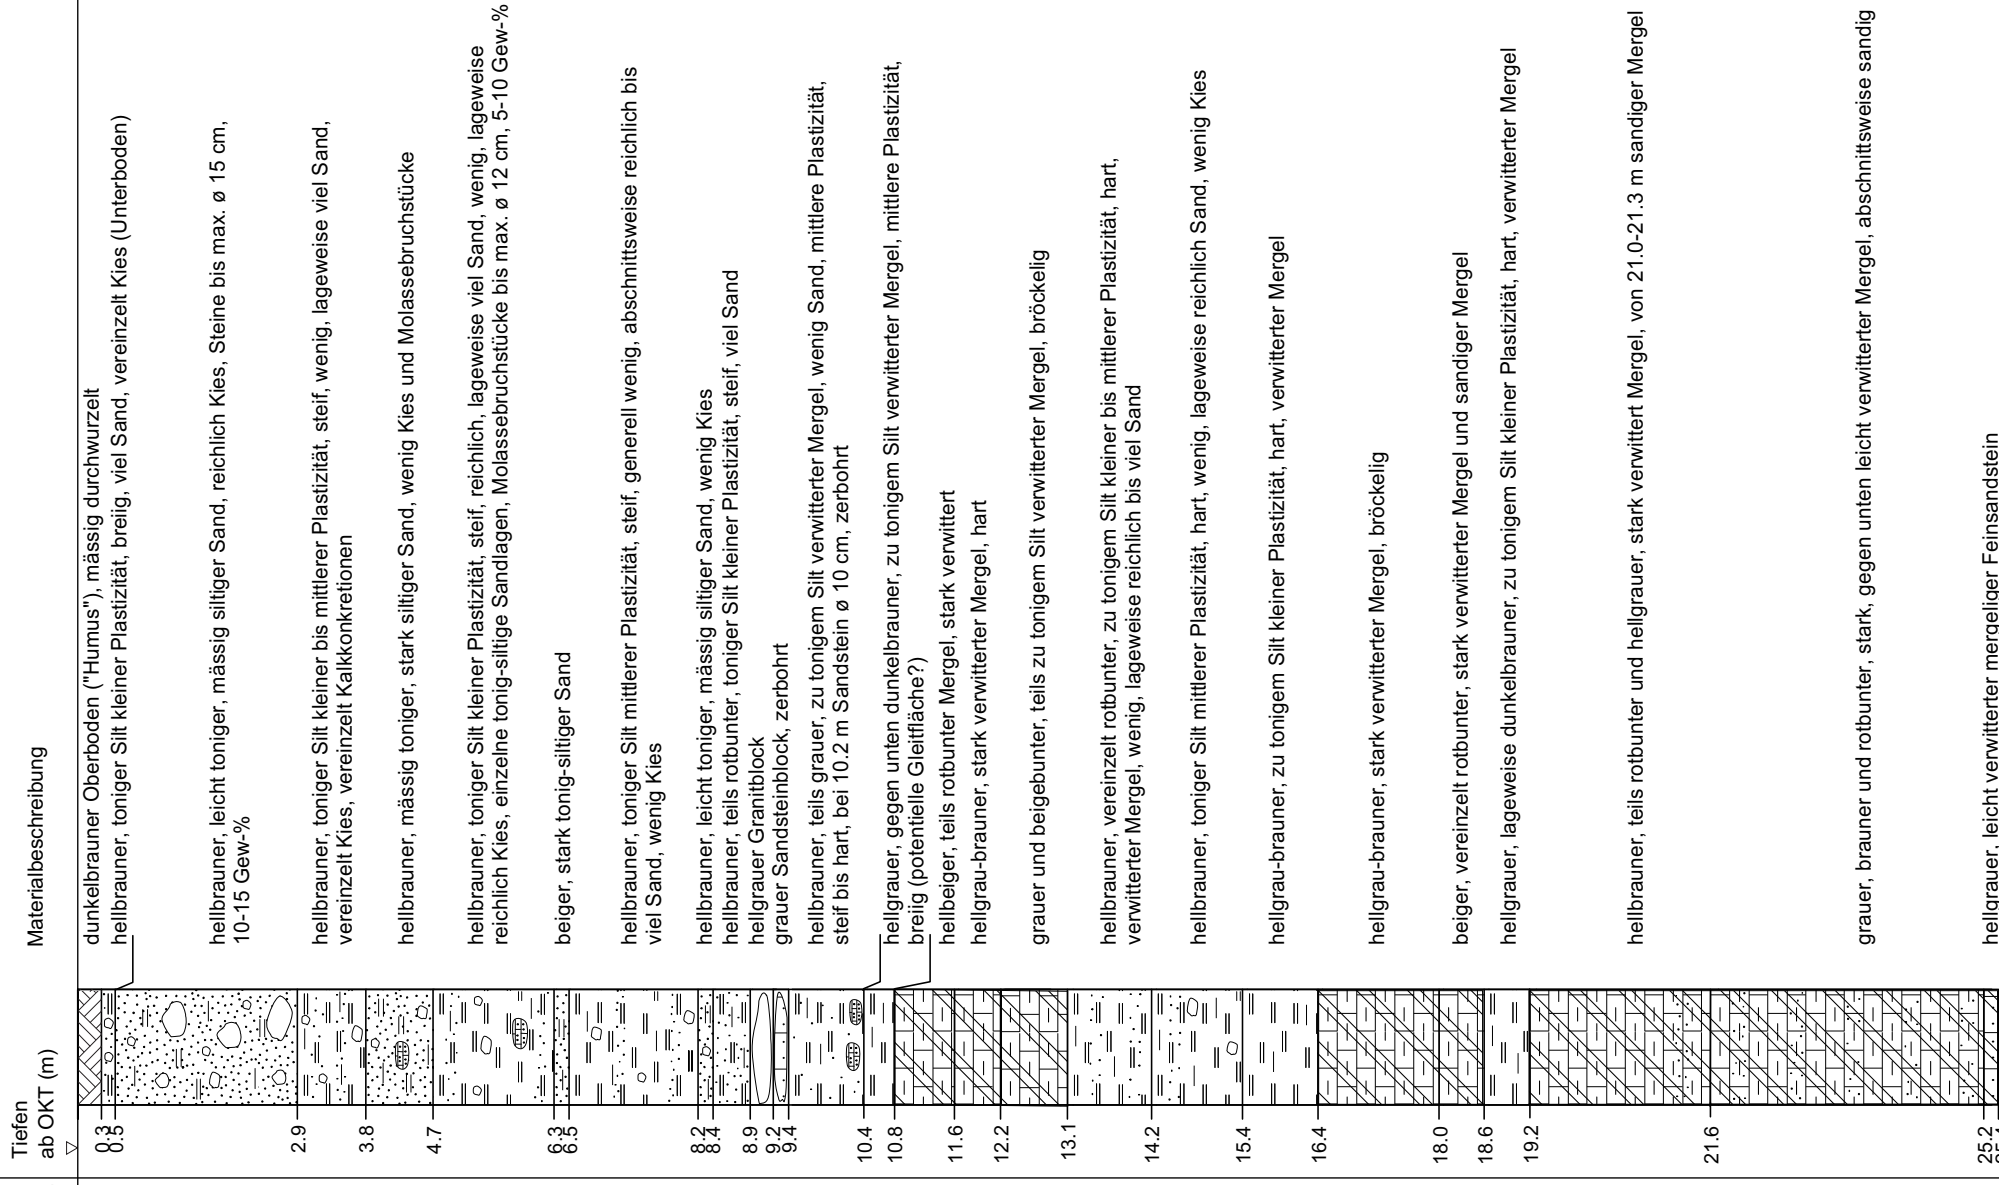 Tiefen
ab OKT (m)
Materialbeschreibung
dunkelbrauner Oberboden ("Humus"), mässig durchwurzelt
0.5
hellbrauner, toniger Silt kleiner Plastizität, breiig, viel Sand, vereinzelt Kies (Unterboden)
2.9
hellbrauner, leicht toniger, mässig siltiger Sand, reichlich Kies, Steine bis max. ø 15 cm,
10-15 Gew-%
3.8
hellbrauner, toniger Silt kleiner bis mittlerer Plastizität, steif, wenig, lageweise viel Sand,
vereinzelt Kies, vereinzelt Kalkkonkretionen
4.7
hellbrauner, mässig toniger, stark siltiger Sand, wenig Kies und Molassebruchstücke
6.3
hellbrauner, toniger Silt kleiner Plastizität, steif, reichlich, lageweise viel Sand, wenig, lageweise
reichlich Kies, einzelne tonig-siltige Sandlagen, Molassebruchstücke bis max. ø 12 cm, 5-10 Gew-%
6.5
beiger, stark tonig-siltiger Sand
8.2
hellbrauner, toniger Silt mittlerer Plastizität, steif, generell wenig, abschnittsweise reichlich bis
viel Sand, wenig Kies
8.4
hellbrauner, leicht toniger, mässig siltiger Sand, wenig Kies
8.9
hellbrauner, teils rotbunter, toniger Silt kleiner Plastizität, steif, viel Sand
9.2
hellgrauer Granitblock
9.4
grauer Sandsteinblock, zerbohrt
10.4
hellbrauner, teils grauer, zu tonigem Silt verwitterter Mergel, wenig Sand, mittlere Plastizität,
steif bis hart, bei 10.2 m Sandstein ø 10 cm, zerbohrt
10.8
hellgrauer, gegen unten dunkelbrauner, zu tonigem Silt verwitterter Mergel, mittlere Plastizität,
breiig (potentielle Gleitfläche?)
11.6
hellbeiger, teils rotbunter Mergel, stark verwittert
12.2
hellgrau-brauner, stark verwitterter Mergel, hart
13.1
grauer und beigebunter, teils zu tonigem Silt verwitterter Mergel, bröckelig
14.2
hellbrauner, vereinzelt rotbunter, zu tonigem Silt kleiner bis mittlerer Plastizität, hart,
verwitterter Mergel, wenig, lageweise reichlich bis viel Sand
15.4
hellbrauner, toniger Silt mittlerer Plastizität, hart, wenig, lageweise reichlich Sand, wenig Kies
16.4
hellgrau-brauner, zu tonigem Silt kleiner Plastizität, hart, verwitterter Mergel
18.0
hellgrau-brauner, stark verwitterter Mergel, bröckelig
18.6
beiger, vereinzelt rotbunter, stark verwitterter Mergel und sandiger Mergel
19.2
hellgrauer, lageweise dunkelbrauner, zu tonigem Silt kleiner Plastizität, hart, verwitterter Mergel
21.6
hellbrauner, teils rotbunter und hellgrauer, stark verwittert Mergel, von 21.0-21.3 m sandiger Mergel
25.2
grauer, brauner und rotbunter, stark, gegen unten leicht verwitterter Mergel, abschnittsweise sandig
hellgrauer, leicht verwitterter mergeliger Feinsandstein